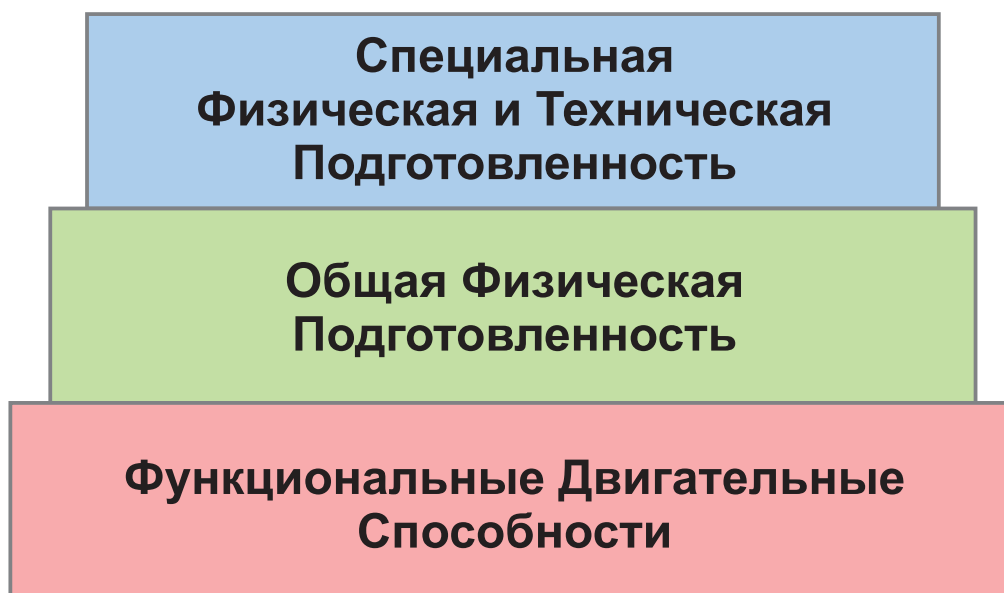 Специальная
Физическая и Техническая
Подготовленность
Общая Физическая
Подготовленность
Функциональные Двигательные
Способности